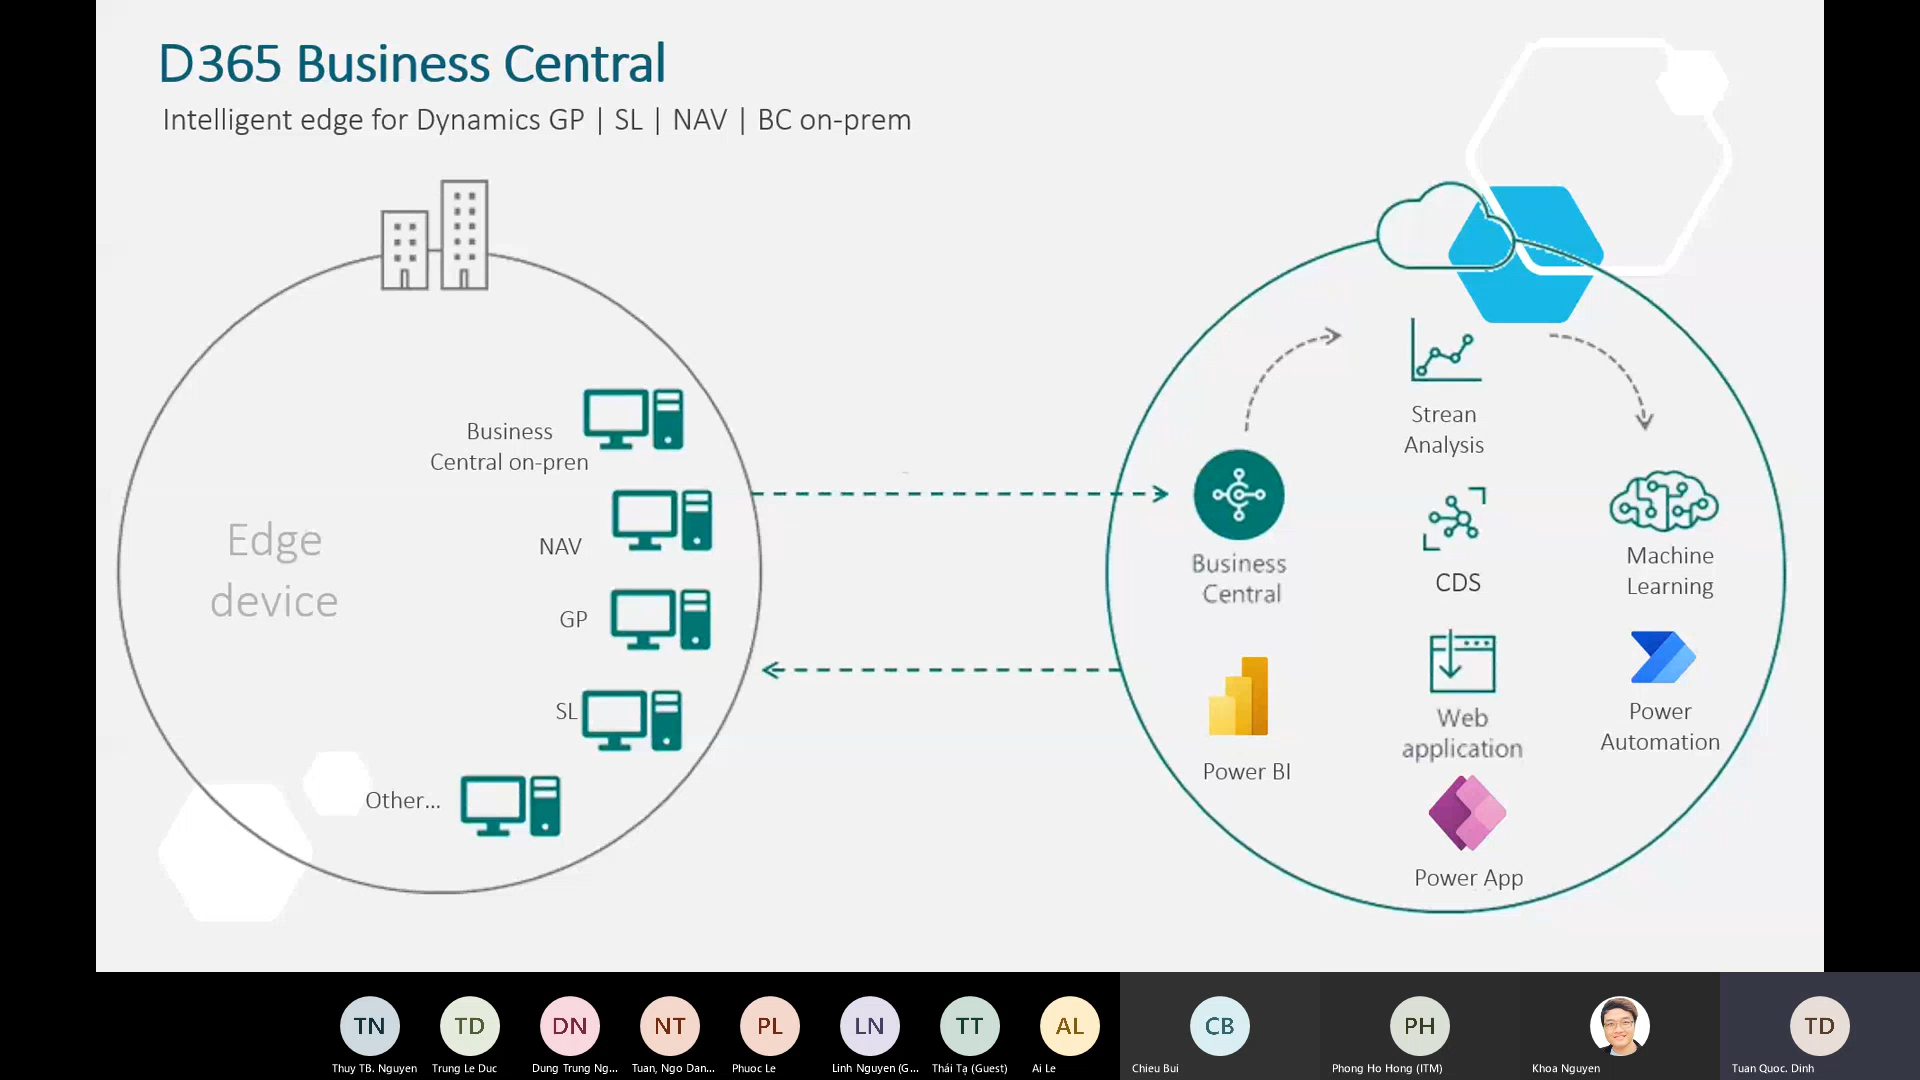 D365 Business Central
Intelligent edge for Dynamics GP | SL | NAV | BC on-prem
Edge
device
Business
Central on-pren
NAV
GP
SL
Other...
Strean
Analysis
Business
Central
CDS
Machine
Learning
Power BI
Web
application
Power
Automation
Power App
TN
TD
DN
NT
PL
LN
TT
AL
CB
PH
TD
Thuy TB. Nguyen
Trung Le Duc
Dung Trung Ng...
Tuan, Ngo Dan...
Phuoc Le
Linh Nguyen (G...
Thái Tạ (Guest)
Ai Le
Chieu Bui
Phong Ho Hong (ITM)
Khoa Nguyen
Tuan Quoc. Dinh